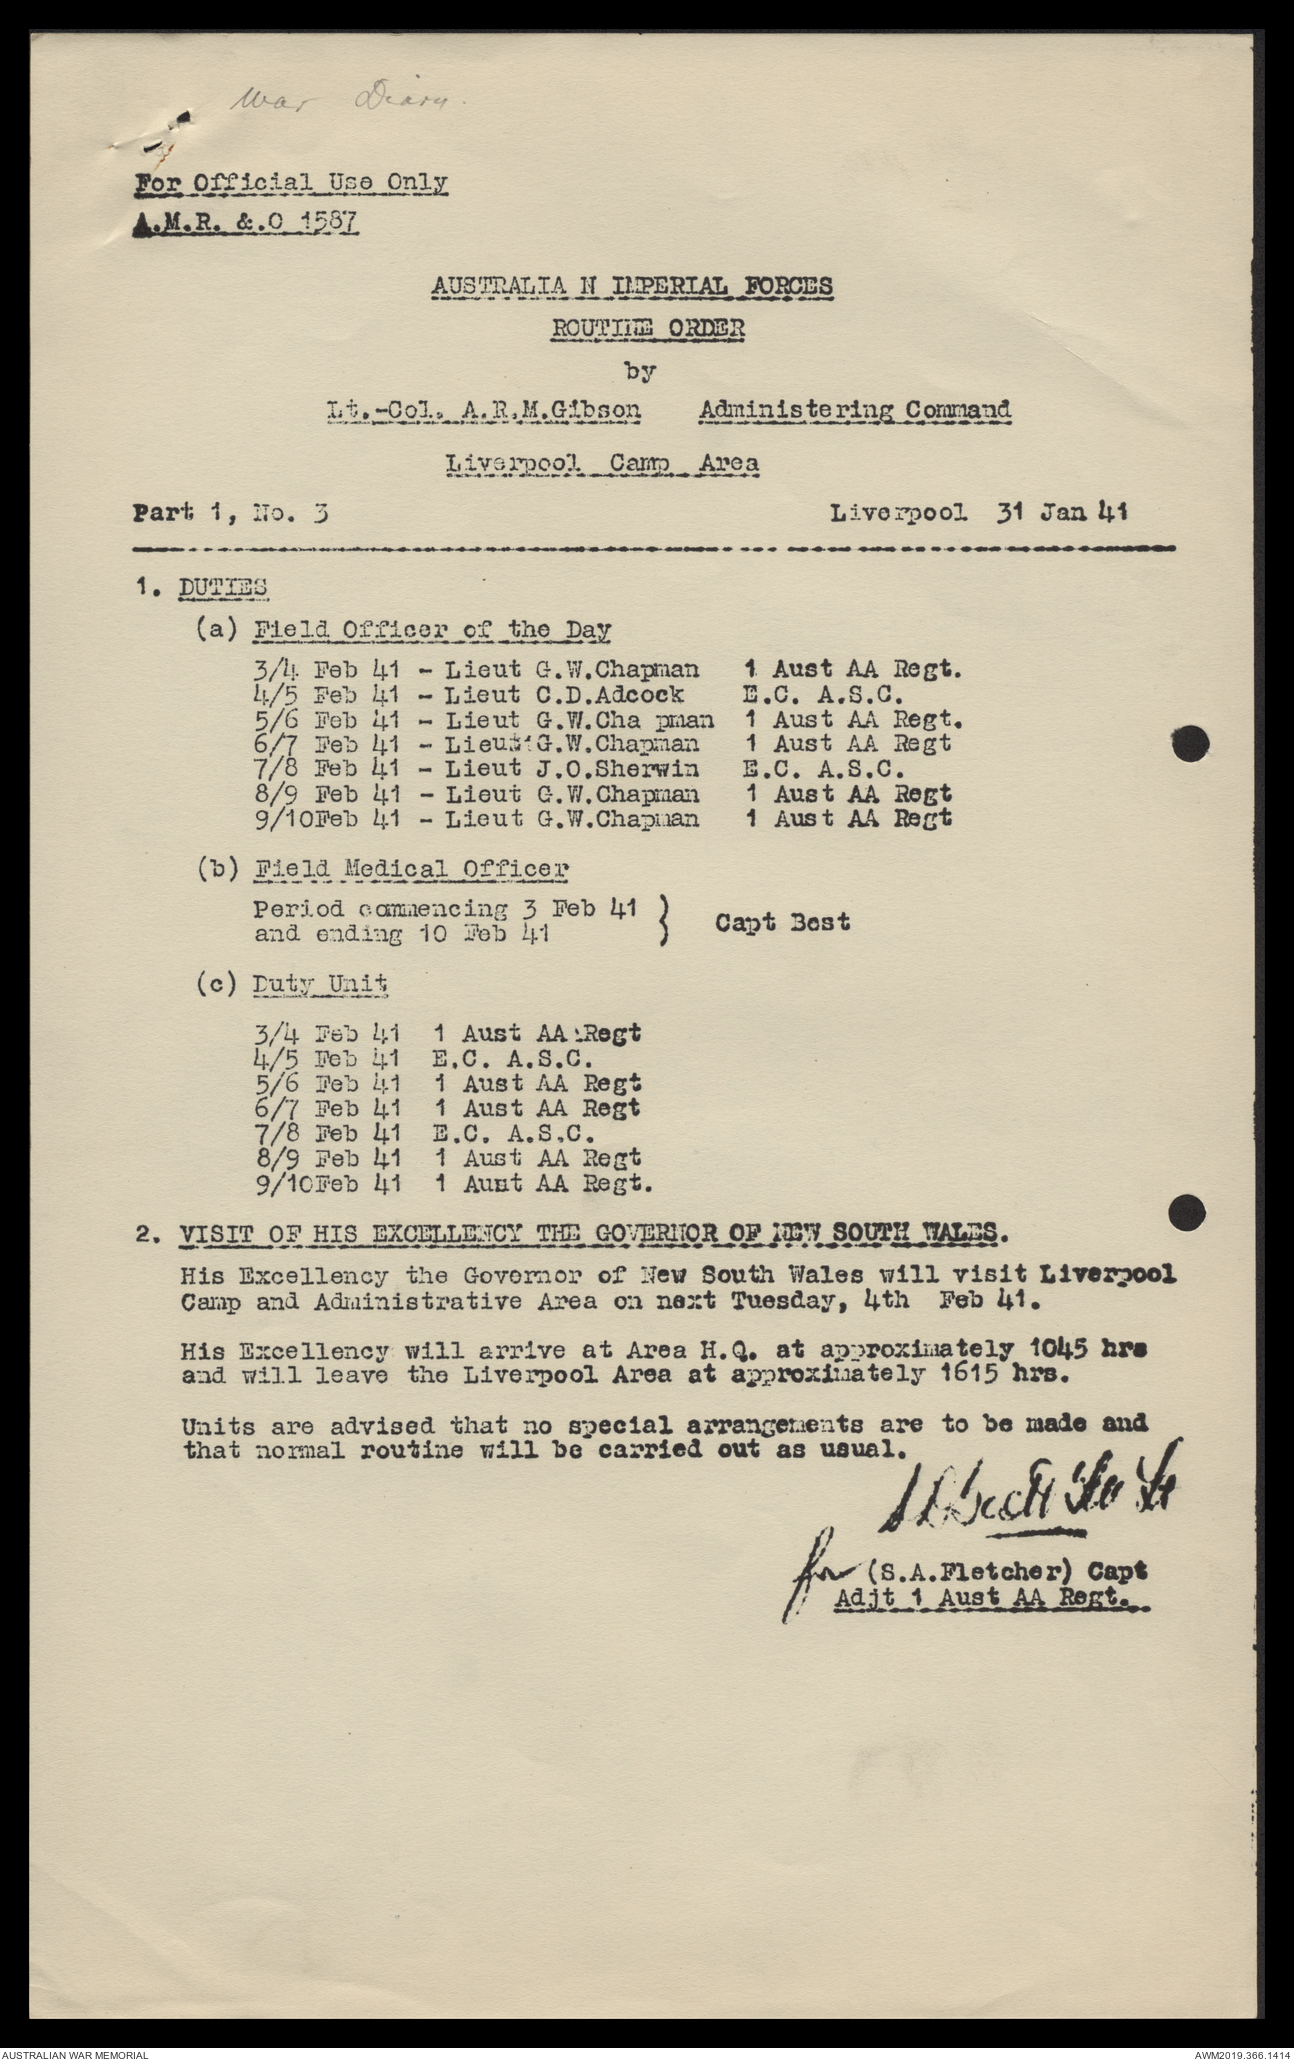 War Diary.
For Official Use Only
A.M.R. &.O 1587
AUSTRALIA N IMPERIAL FORCES
ROUTINE ORDER
by
Lt.-Col. A.R.M.Gibson Administering Command
Liverpool Camp Area
Part 1, No. 3 Liverpool 31 Jan 41
1. DUTIES
(a) Field Officer of the Day
3/4 Feb 41 - Lieut G.W.Chapman 1 Aust AA Regt.
4/5 Feb 41 - Lieut C.D.Adcock E.C. A.S.C.
5/6 Feb 41 - Lieut G.W.Cha pman 1 Aust AA Regt.
6/7 Feb 41 - Lieut G.W.Chapman 1 Aust AA Regt
7/8 Feb 41 - Lieut J.O.Sherwin E.C. A.S.C.
8/9 Feb 41 - Lieut G.W.Chapman 1 Aust AA Regt
9/10Feb 41 - Lieut G.W.Chapman 1 Aust AA Regt
(b) Field Medical Officer
Period commencing 3 Feb 41 }
and ending 10 Feb 41 Capt Best
(c) Duty Unit
3/4 Feb 41 1 Aust AA Regt
4/5 Feb 41 E.C. A.S.C.
5/6 Feb 41 1 Aust AA Regt
6/7 Feb 41 1 Aust AA Regt
7/8 Feb 41 E.C. A.S.C.
8/9 Feb 41 1 Aust AA Regt
9/10Feb 41 1 Aust AA Regt.
2. VISIT OF HIS EXCELLENCY THE GOVERNOR OF NEW SOUTH WALES.
His Excellency the Governor of New South Wales will visit Liverpool
Camp and Administrative Area on next Tuesday, 4th Feb 41.
His Excellency will arrive at Area H.Q. at approximately 1045 hrs
and will leave the Liverpool Area at approximately 1615 hrs.
Units are advised that no special arrangements are to be made and
that normal routine will be carried out as usual.
for (S.A.Fletcher) Capt
Adjt 1 Aust AA Regt.
AUSTRALIAN WAR MEMORIAL AWM2019.366.1414